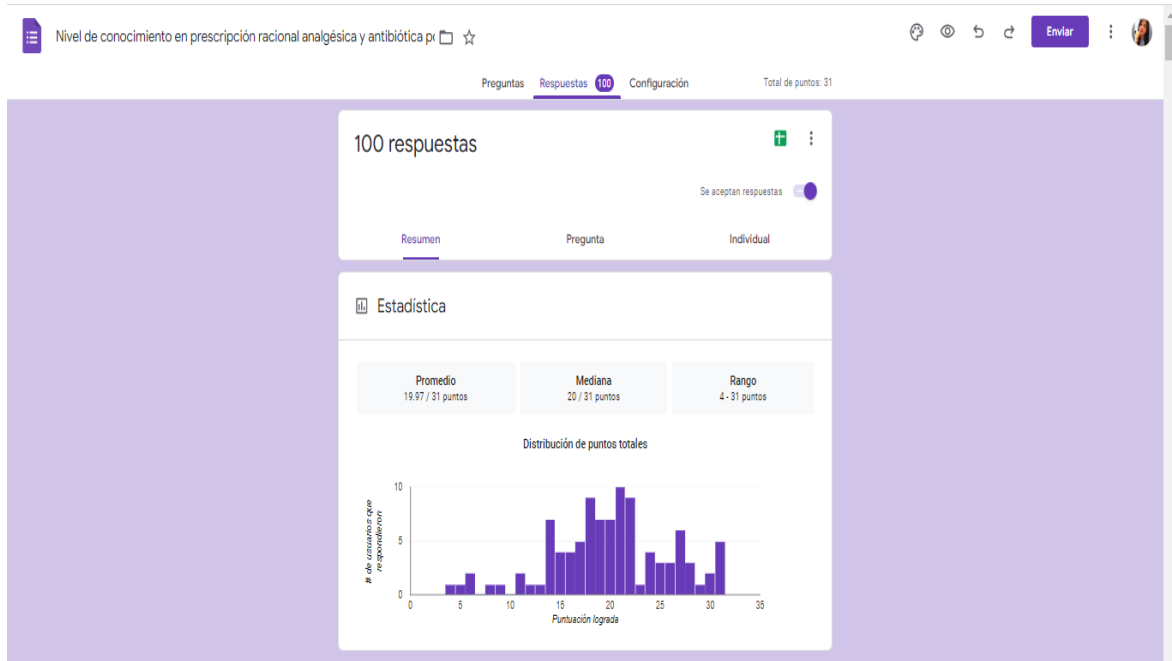 Nivel de conocimiento en prescripción racional analgésica y antibiótica po
Enviar
Preguntas Respuestas 100 Configuración Total de puntos: 31
100 respuestas
Se aceptan respuestas
Resumen Pregunta Individual
Estadística
Promedio Mediana Rango
19.97 / 31 puntos 20 / 31 puntos 4 - 31 puntos
Distribución de puntos totales
# de usuarios que
respondieron
10
5
0
0 5 10 15 20 25 30 35
Puntuación lograda